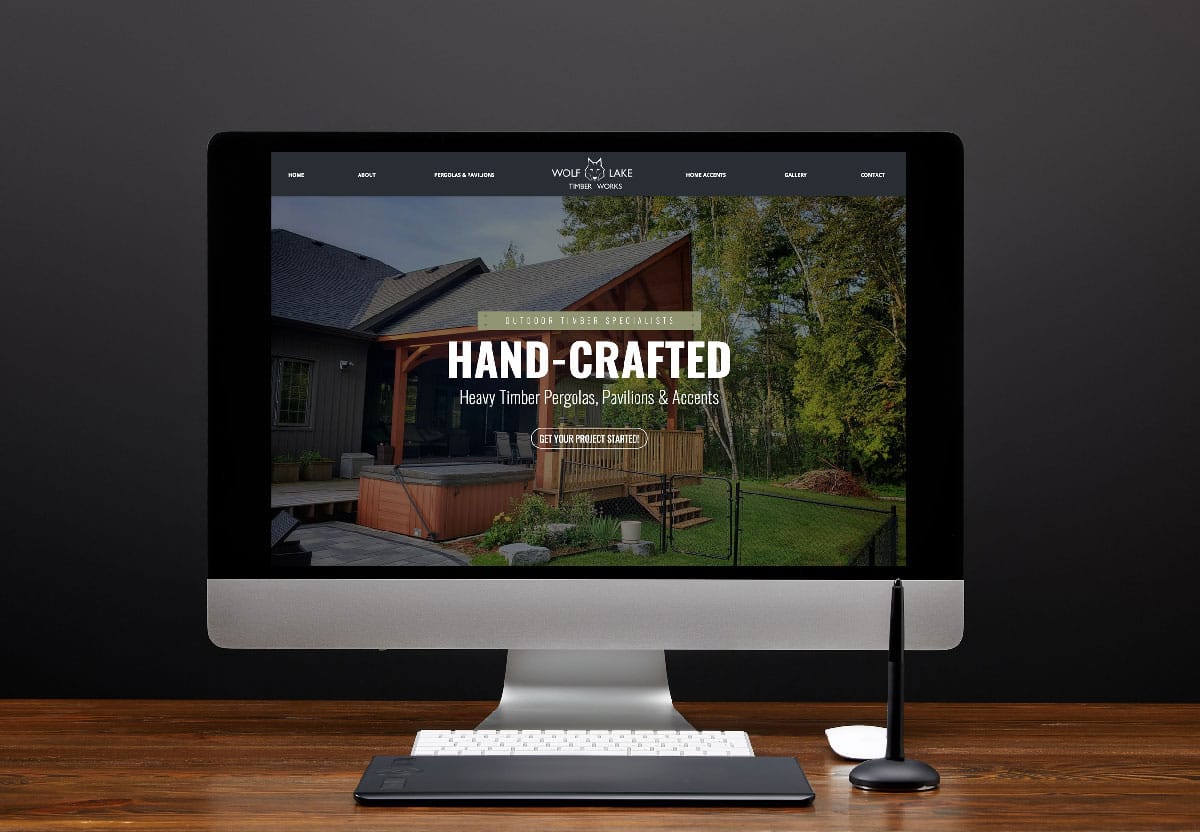 HOME
ABOUT
PERGOLAS & PAVILIONS
WOLF LAKE
TIMBER WORKS
HOME ACCENTS
GALLERY
CONTACT
OUTDOOR TIMBER SPECIALISTS
HAND-CRAFTED
Heavy Timber Pergolas, Pavilions & Accents
GET YOUR PROJECT STARTED!